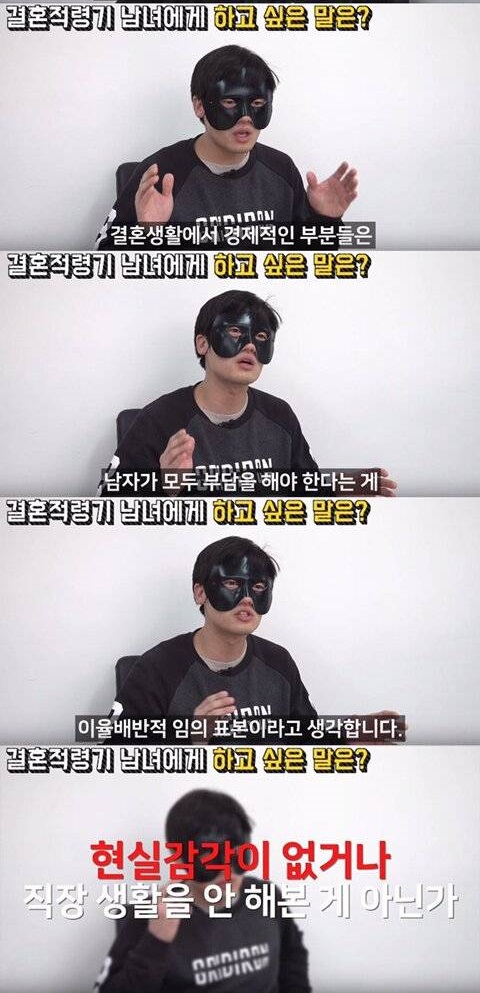 결혼적령기 남녀에게 하고 싶은 말은?
GRIDIRON
결혼생활에서 경제적인 부분들은
결혼적령기 남녀에게 하고 싶은 말은?
GRIDIRON
남자가 모두 부담을 해야 한다는 게
결혼적령기 남녀에게 하고 싶은 말은?
GRIDIRON
이율배반적 임의 표본이라고 생각합니다.
결혼적령기 남녀에게 하고 싶은 말은?
현실감각이 없거나
직장 생활을 안 해본 게 아닌가
GRIDIRON